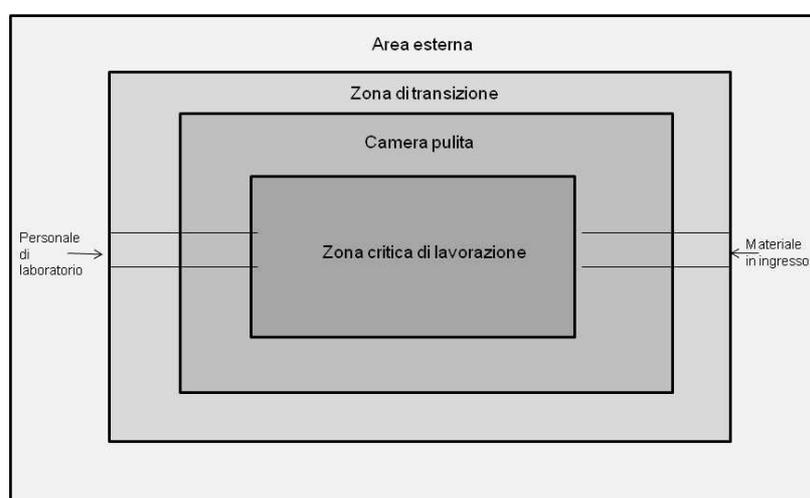 Area esterna
Zona di transizione
Camera pulita
Zona critica di lavorazione
Personale
di
laboratorio
Materiale
in ingresso